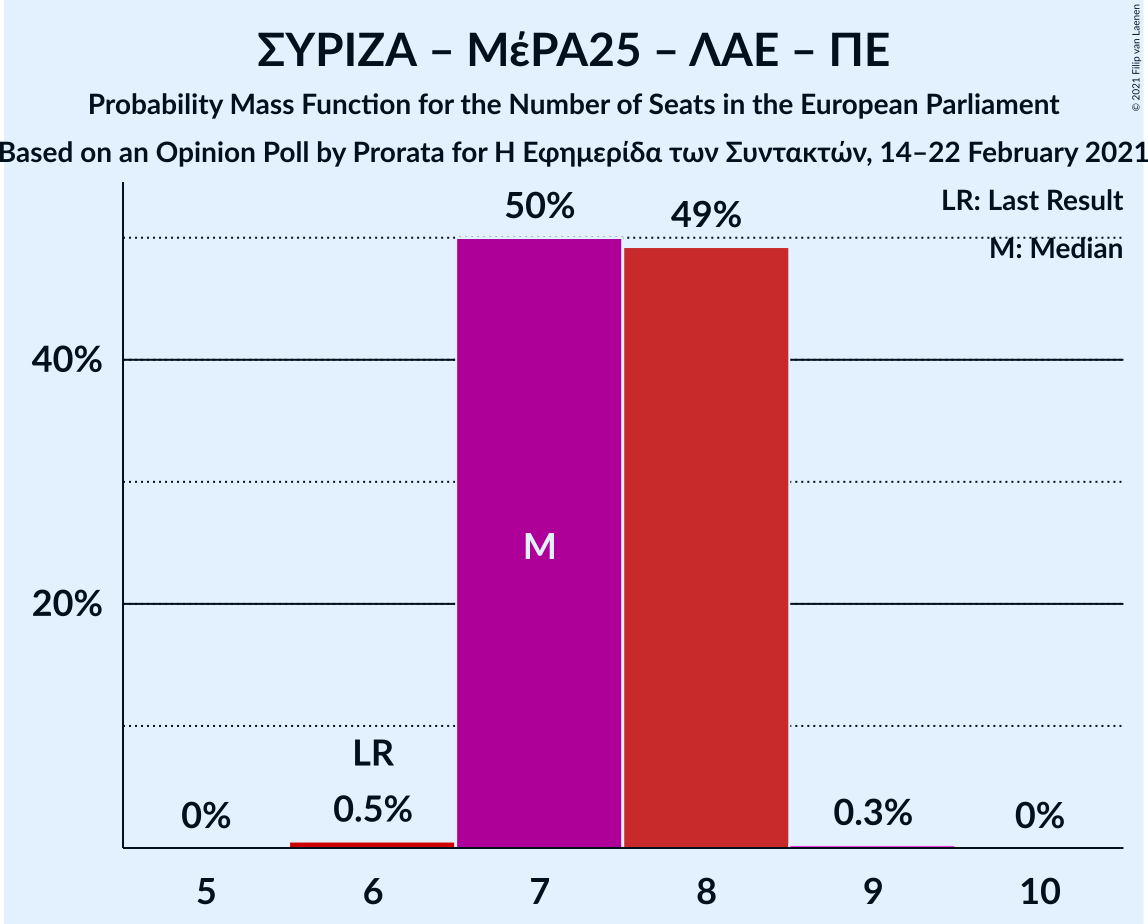 ΣΥΡΙΖΑ – ΜέΡΑ25 – ΛΑΕ – ΠΕ
Probability Mass Function for the Number of Seats in the European Parliament
Based on an Opinion Poll by Prorata for Η Εφημερίδα των Συντακτών, 14–22 February 2021
© 2021 Filip van Laenen
LR: Last Result
M: Median
50%
49%
40%
M
20%
LR
0%
0.5%
0.3%
0%
5 6 7 8 9 10